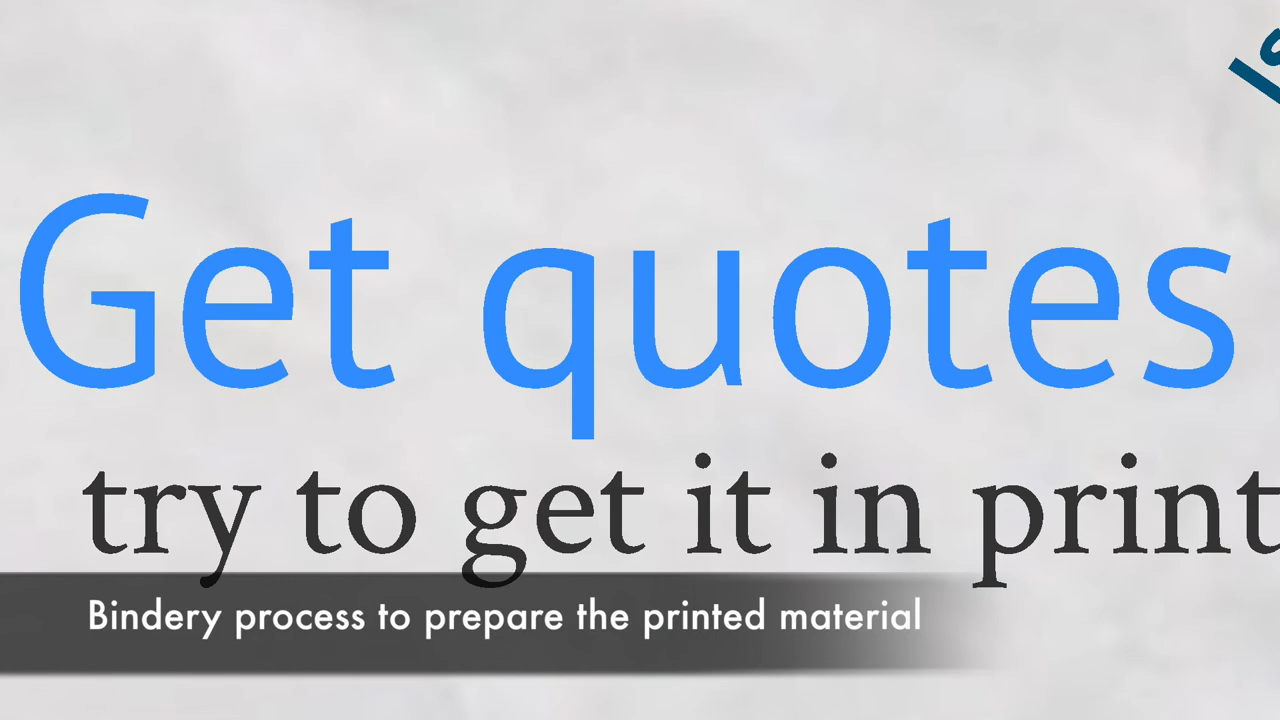 Get quotes
try to get it in print
Bindery process to prepare the printed material